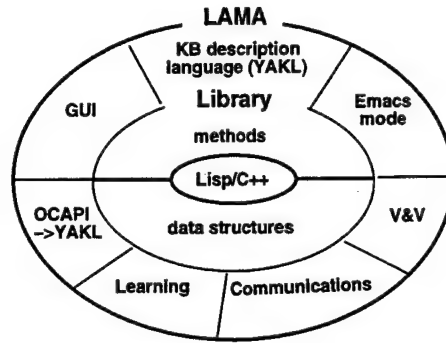 LAMA
KB description
language (YAKL)
GUI
Library
Emacs
mode
methods
Lisp/C++
OCAPI
–>YAKL
data structures
V&V
Learning
Communications